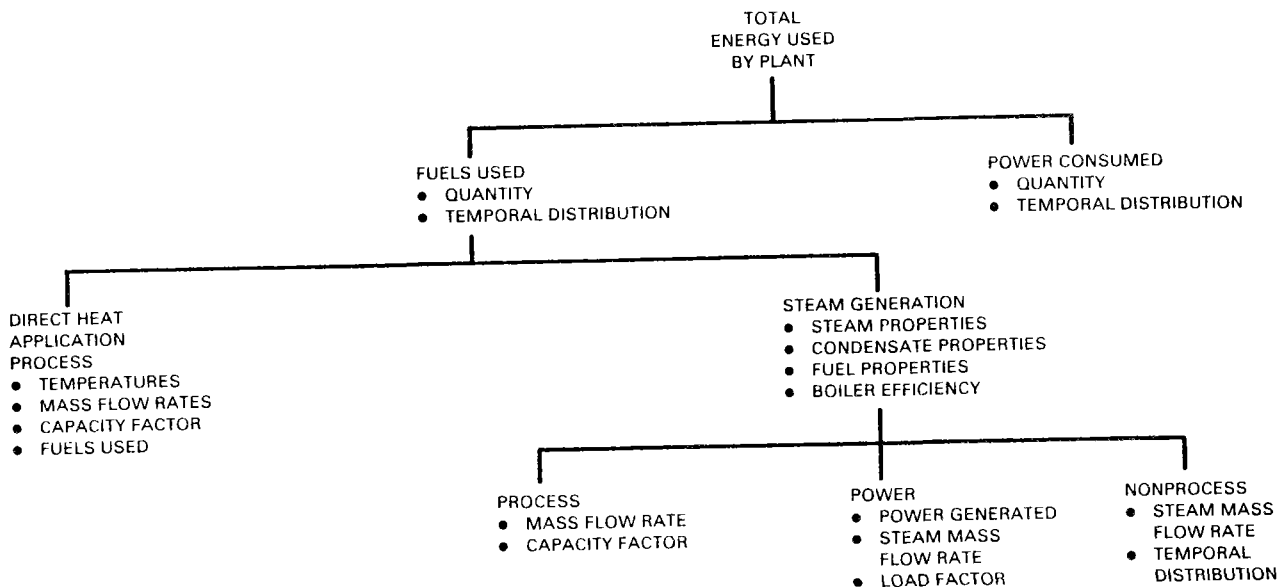 TOTAL
ENERGY USED
BY PLANT
FUELS USED
● QUANTITY
● TEMPORAL DISTRIBUTION
POWER CONSUMED
● QUANTITY
● TEMPORAL DISTRIBUTION
DIRECT HEAT
APPLICATION
PROCESS
● TEMPERATURES
● MASS FLOW RATES
● CAPACITY FACTOR
● FUELS USED
STEAM GENERATION
● STEAM PROPERTIES
● CONDENSATE PROPERTIES
● FUEL PROPERTIES
● BOILER EFFICIENCY
PROCESS
● MASS FLOW RATE
● CAPACITY FACTOR
POWER
● POWER GENERATED
● STEAM MASS
FLOW RATE
● LOAD FACTOR
NONPROCESS
● STEAM MASS
FLOW RATE
● TEMPORAL
DISTRIBUTION